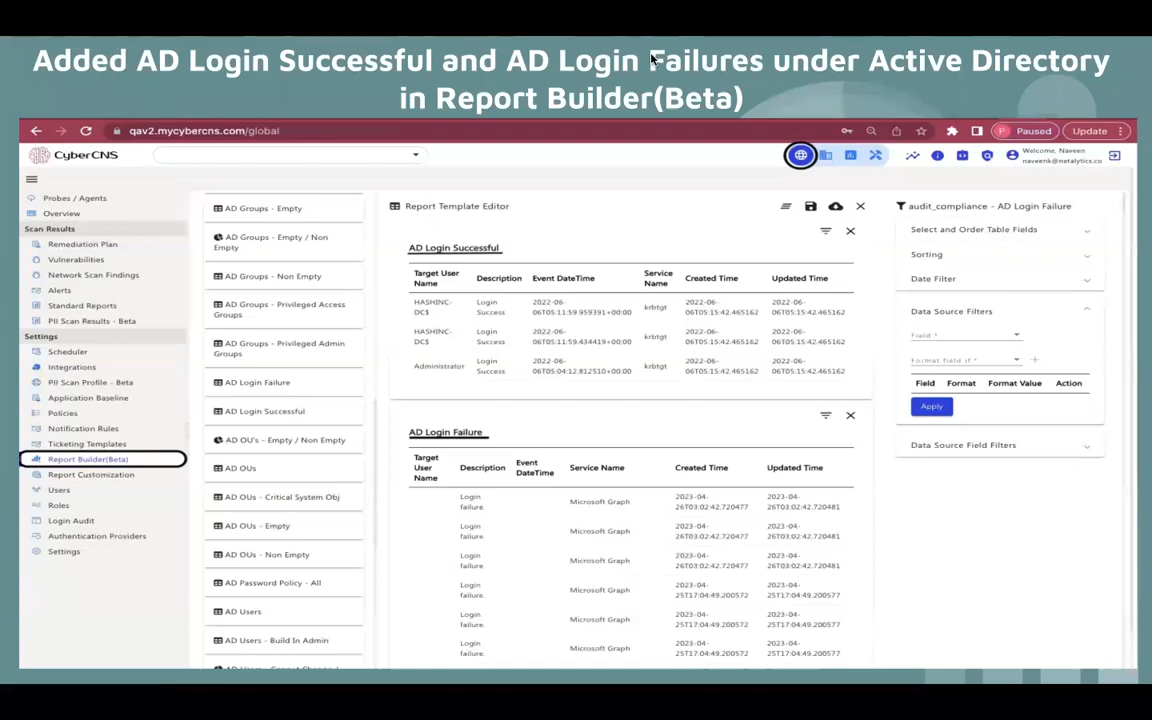 Added AD Login Successful and AD Login Failures under Active Directory
in Report Builder(Beta)
qav2.mycybercns.com/global
P Paused
Update
CyberCNS
Welcome, Naveen
naveenk@netalytics.co
Probes / Agents
Overview
Scan Results
Remediation Plan
Vulnerabilities
Network Scan Findings
Alerts
Standard Reports
PII Scan Results - Beta
Settings
Scheduler
Integrations
PII Scan Profile - Beta
Application Baseline
Policies
Notification Rules
Ticketing Templates
Report Builder(Beta)
Report Customization
Users
Roles
Login Audit
Authentication Providers
Settings
AD Groups - Empty
AD Groups - Empty / Non
Empty
AD Groups - Non Empty
AD Groups - Privileged Access
Groups
AD Groups - Privileged Admin
Groups
AD Login Failure
AD Login Successful
AD OU's - Empty / Non Empty
AD OUs
AD OUs - Critical System Obj
AD OUs - Empty
AD OUs - Non Empty
AD Password Policy - All
AD Users
AD Users - Build In Admin
Report Template Editor
AD Login Successful
Target User Name Description Event DateTime Service Name Created Time Updated Time
HASHINC-DC$ Login Success 2022-06-06T05:11:59.959391+00:00 krbtgt 2022-06-06T05:15:42.465162 2022-06-06T05:15:42.465162
HASHINC-DC$ Login Success 2022-06-06T05:11:59.434419+00:00 krbtgt 2022-06-06T05:15:42.465162 2022-06-06T05:15:42.465162
Administrator Login Success 2022-06-06T05:04:12.812510+00:00 krbtgt 2022-06-06T05:15:42.465162 2022-06-06T05:15:42.465162
AD Login Failure
Target User Name Description Event DateTime Service Name Created Time Updated Time
Login failure. Microsoft Graph 2023-04-26T03:02:42.720477 2023-04-26T03:02:42.720481
Login failure. Microsoft Graph 2023-04-26T03:02:42.720477 2023-04-26T03:02:42.720481
Login failure. Microsoft Graph 2023-04-26T03:02:42.720477 2023-04-26T03:02:42.720481
Login failure. Microsoft Graph 2023-04-25T17:04:49.200572 2023-04-25T17:04:49.200577
Login failure. Microsoft Graph 2023-04-25T17:04:49.200572 2023-04-25T17:04:49.200577
Login failure. Microsoft Graph 2023-04-25T17:04:49.200572 2023-04-25T17:04:49.200577
audit_compliance - AD Login Failure
Select and Order Table Fields
Sorting
Date Filter
Data Source Filters
Field *
Format field if *
Field Format Format Value Action
Apply
Data Source Field Filters